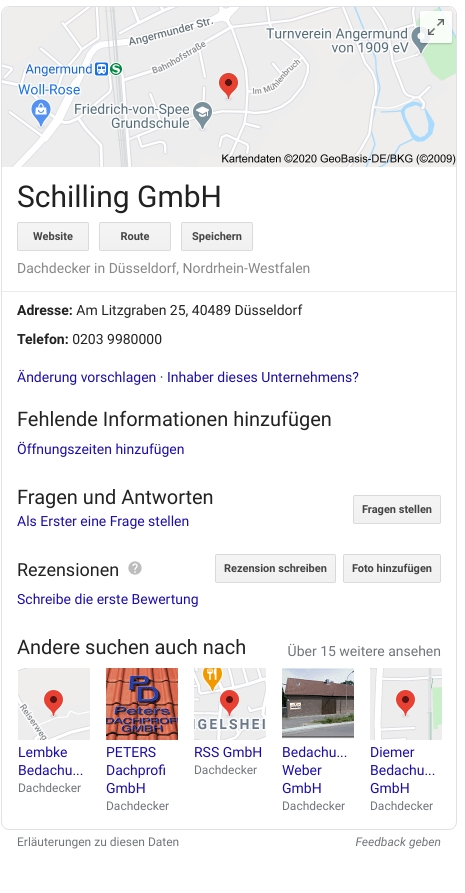 Angermunder Str.
Turnverein Angermund
von 1909 eV
Bahnhofstraße
Angermund S
Woll-Rose
Im Mühlenbruch
Friedrich-von-Spee
Grundschule
Kartendaten ©2020 GeoBasis-DE/BKG (©2009)
Schilling GmbH
Website Route Speichern
Dachdecker in Düsseldorf, Nordrhein-Westfalen
Adresse: Am Litzgraben 25, 40489 Düsseldorf
Telefon: 0203 9980000
Änderung vorschlagen · Inhaber dieses Unternehmens?
Fehlende Informationen hinzufügen
Öffnungszeiten hinzufügen
Fragen und Antworten
Fragen stellen
Als Erster eine Frage stellen
Rezensionen ? Rezension schreiben Foto hinzufügen
Schreibe die erste Bewertung
Andere suchen auch nach Über 15 weitere ansehen
Reiserweg
PD
Peters
DACHPROFI
GMBH
NGELSHEI
Lembke
Bedachu...
Dachdecker
PETERS
Dachprofi
GmbH
Dachdecker
RSS GmbH
Dachdecker
Bedachu...
Weber
GmbH
Dachdecker
Diemer
Bedachu...
GmbH
Dachdecker
Erläuterungen zu diesen Daten Feedback geben